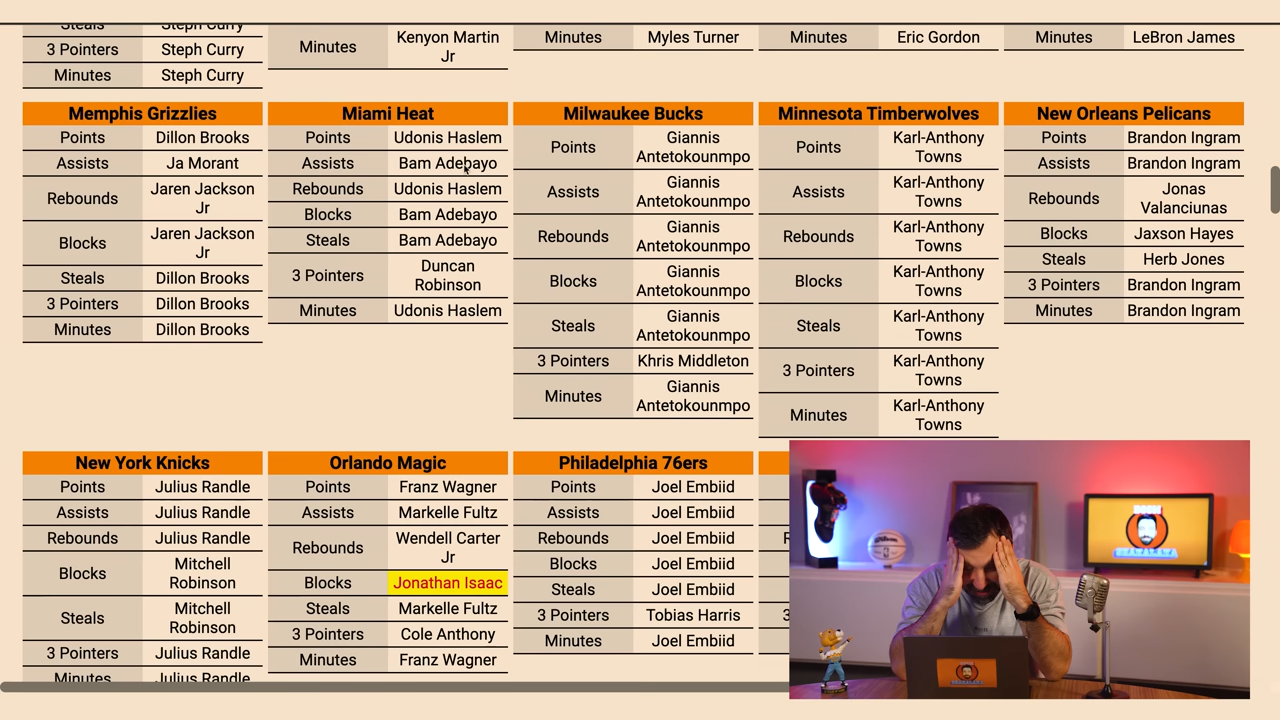 Steals Steph Curry
3 Pointers Steph Curry
Minutes Steph Curry
Minutes Kenyon Martin
Jr
Minutes Myles Turner
Minutes Eric Gordon
Minutes LeBron James
Memphis Grizzlies
Points Dillon Brooks
Assists Ja Morant
Rebounds Jaren Jackson
Jr
Blocks Jaren Jackson
Jr
Steals Dillon Brooks
3 Pointers Dillon Brooks
Minutes Dillon Brooks
Miami Heat
Points Udonis Haslem
Assists Bam Adebayo
Rebounds Udonis Haslem
Blocks Bam Adebayo
Steals Bam Adebayo
3 Pointers Duncan
Robinson
Minutes Udonis Haslem
Milwaukee Bucks
Points Giannis
Antetokounmpo
Assists Giannis
Antetokounmpo
Rebounds Giannis
Antetokounmpo
Blocks Giannis
Antetokounmpo
Steals Giannis
Antetokounmpo
3 Pointers Khris Middleton
Minutes Giannis
Antetokounmpo
Minnesota Timberwolves
Points Karl-Anthony
Towns
Assists Karl-Anthony
Towns
Rebounds Karl-Anthony
Towns
Blocks Karl-Anthony
Towns
Steals Karl-Anthony
Towns
3 Pointers Karl-Anthony
Towns
Minutes Karl-Anthony
Towns
New Orleans Pelicans
Points Brandon Ingram
Assists Brandon Ingram
Rebounds Jonas
Valanciunas
Blocks Jaxson Hayes
Steals Herb Jones
3 Pointers Brandon Ingram
Minutes Brandon Ingram
New York Knicks
Points Julius Randle
Assists Julius Randle
Rebounds Julius Randle
Blocks Mitchell
Robinson
Steals Mitchell
Robinson
3 Pointers Julius Randle
Minutes Julius Randle
Orlando Magic
Points Franz Wagner
Assists Markelle Fultz
Rebounds Wendell Carter
Jr
Blocks Jonathan Isaac
Steals Markelle Fultz
3 Pointers Cole Anthony
Minutes Franz Wagner
Philadelphia 76ers
Points Joel Embiid
Assists Joel Embiid
Rebounds Joel Embiid
Blocks Joel Embiid
Steals Joel Embiid
3 Pointers Tobias Harris
Minutes Joel Embiid